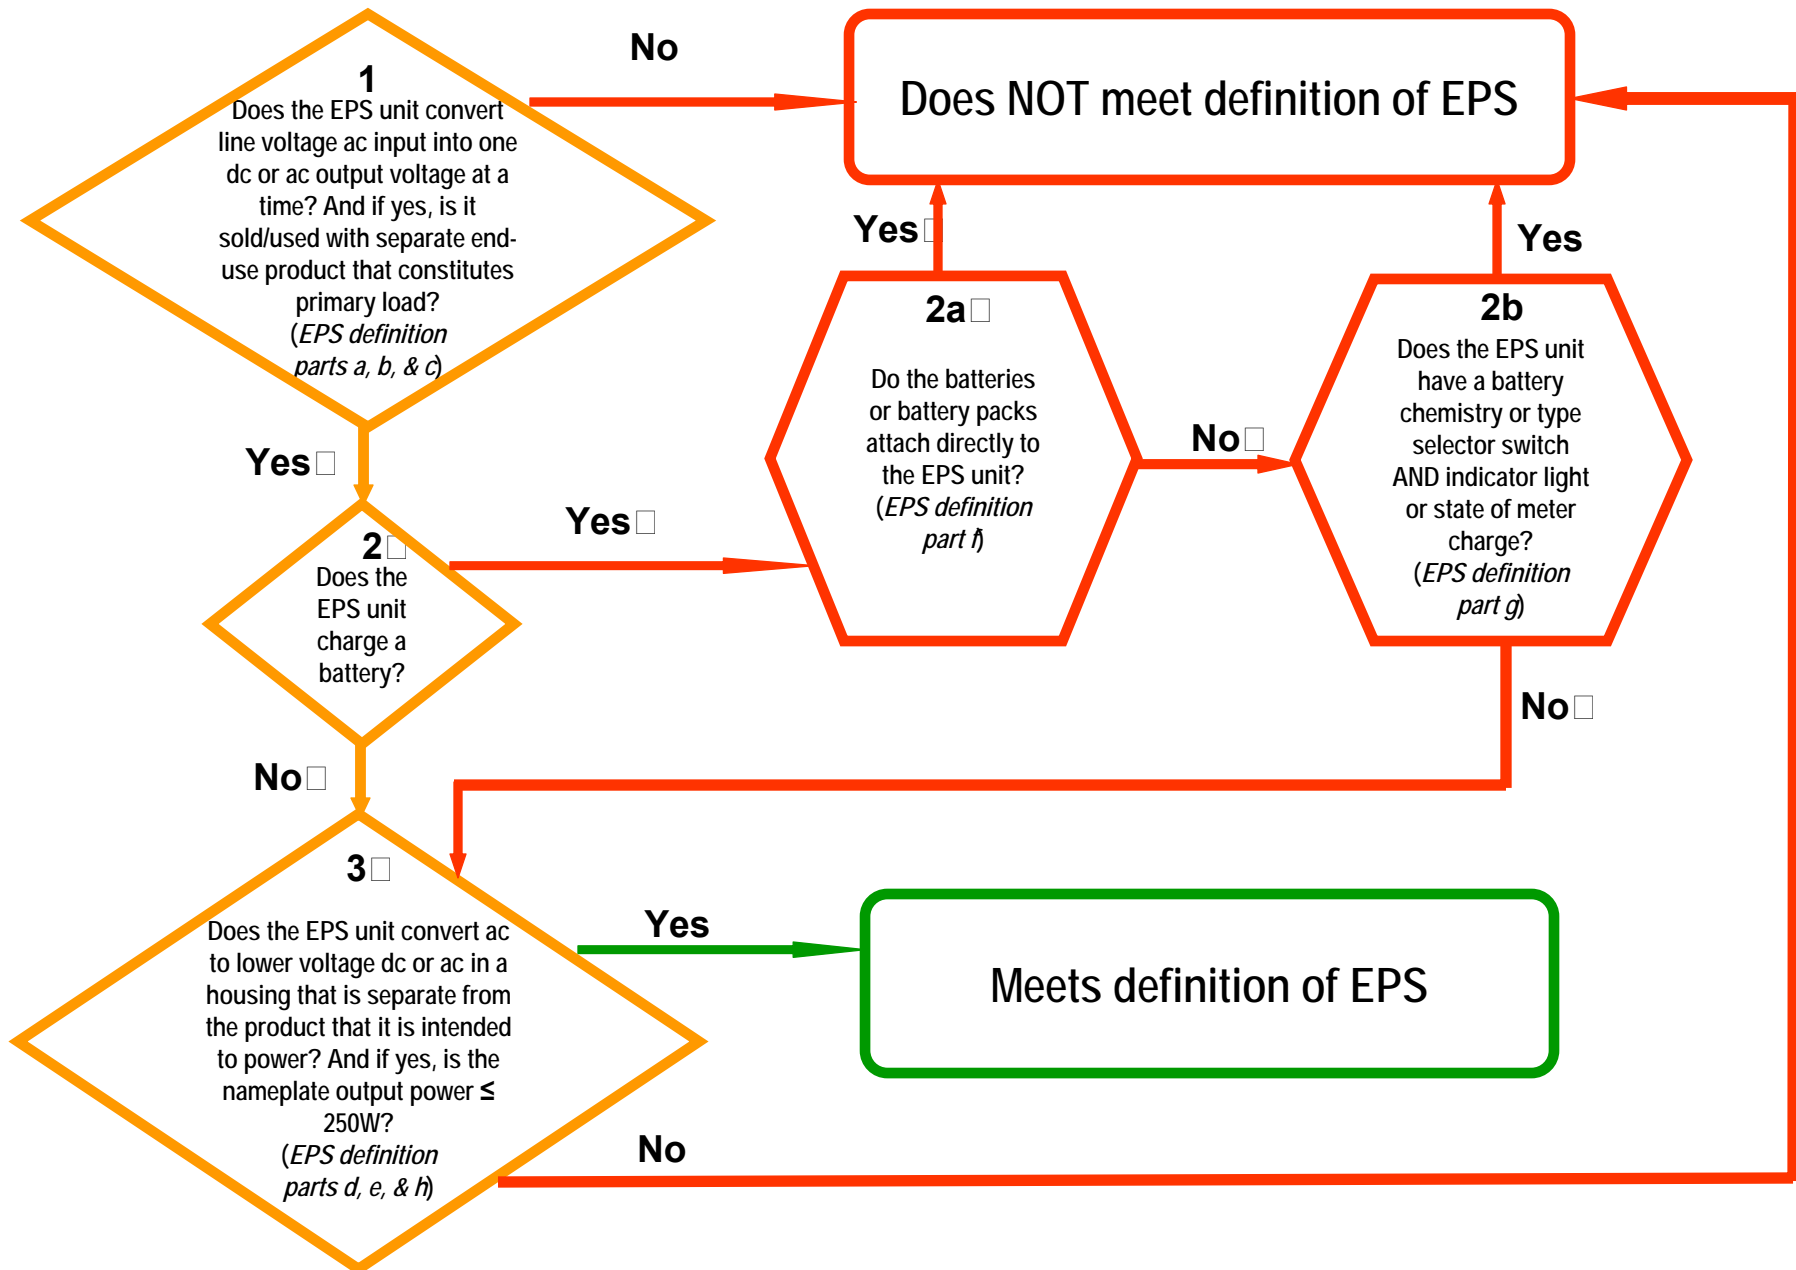 1
Does the EPS unit convert
line voltage ac input into one
dc or ac output voltage at a
time? And if yes, is it
sold/used with separate end-
use product that constitutes
primary load?
(EPS definition
parts a, b, & c)
No
Does NOT meet definition of EPS
Yes
Yes
2a
Do the batteries
or battery packs
attach directly to
the EPS unit?
(EPS definition
part f)
No
2b
Does the EPS unit
have a battery
chemistry or type
selector switch
AND indicator light
or state of meter
charge?
(EPS definition
part g)
Yes
2
Does the
EPS unit
charge a
battery?
Yes
No
No
3
Does the EPS unit convert ac
to lower voltage dc or ac in a
housing that is separate from
the product that it is intended
to power? And if yes, is the
nameplate output power ≤
250W?
(EPS definition
parts d, e, & h)
Yes
Meets definition of EPS
No